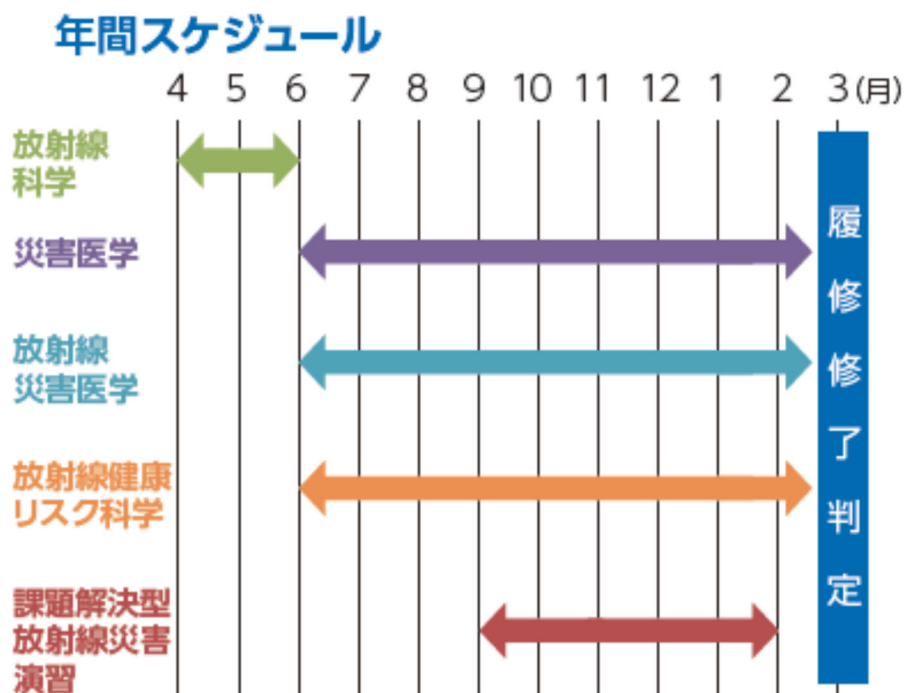 年間スケジュール
4 5 6 7 8 9 10 11 12 1 2 3(月)
放射線
科学
災害医学
放射線
災害医学
放射線健康
リスク科学
課題解決型
放射線災害
演習
履修修了判定